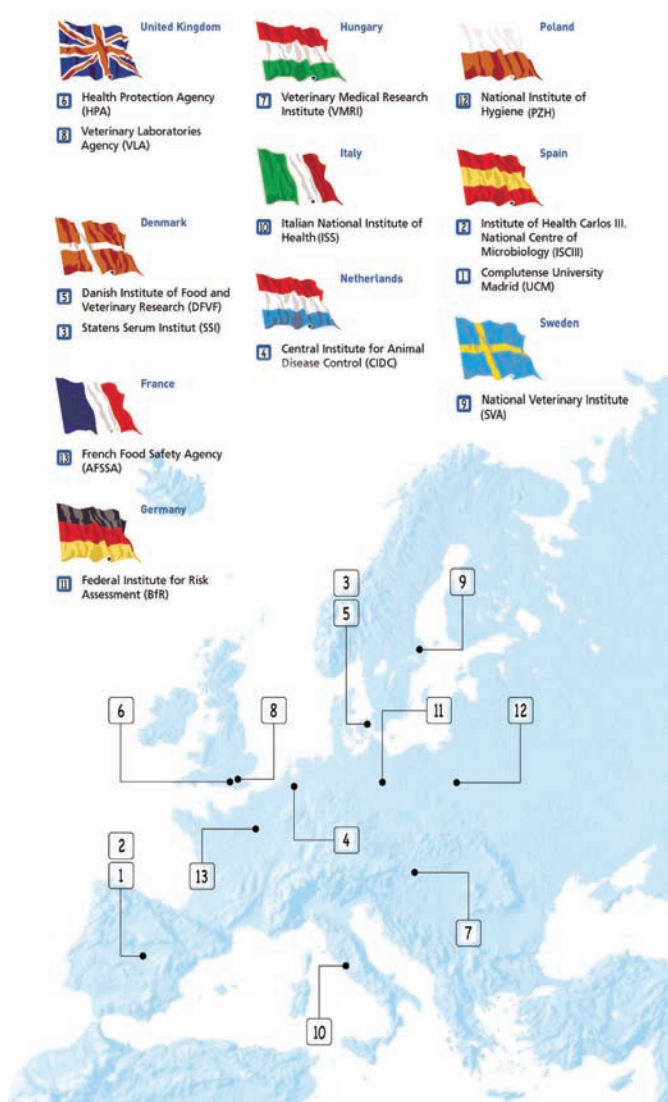 United Kingdom
6 Health Protection Agency
(HPA)
8 Veterinary Laboratories
Agency (VLA)
Denmark
5 Danish Institute of Food and
Veterinary Research (DFVF)
3 Statens Serum Institut (SSI)
France
13 French Food Safety Agency
(AFSSA)
Germany
11 Federal Institute for Risk
Assessment (BfR)
Hungary
7 Veterinary Medical Research
Institute (VMRI)
Italy
10 Italian National Institute of
Health (ISS)
Netherlands
4 Central Institute for Animal
Disease Control (CIDC)
Poland
12 National Institute of
Hygiene (PZH)
Spain
2 Institute of Health Carlos III.
National Centre of
Microbiology (ISCIII)
1 Complutense University
Madrid (UCM)
Sweden
9 National Veterinary Institute
(SVA)
3
9
5
6
8
11
12
2
4
1
13
7
10